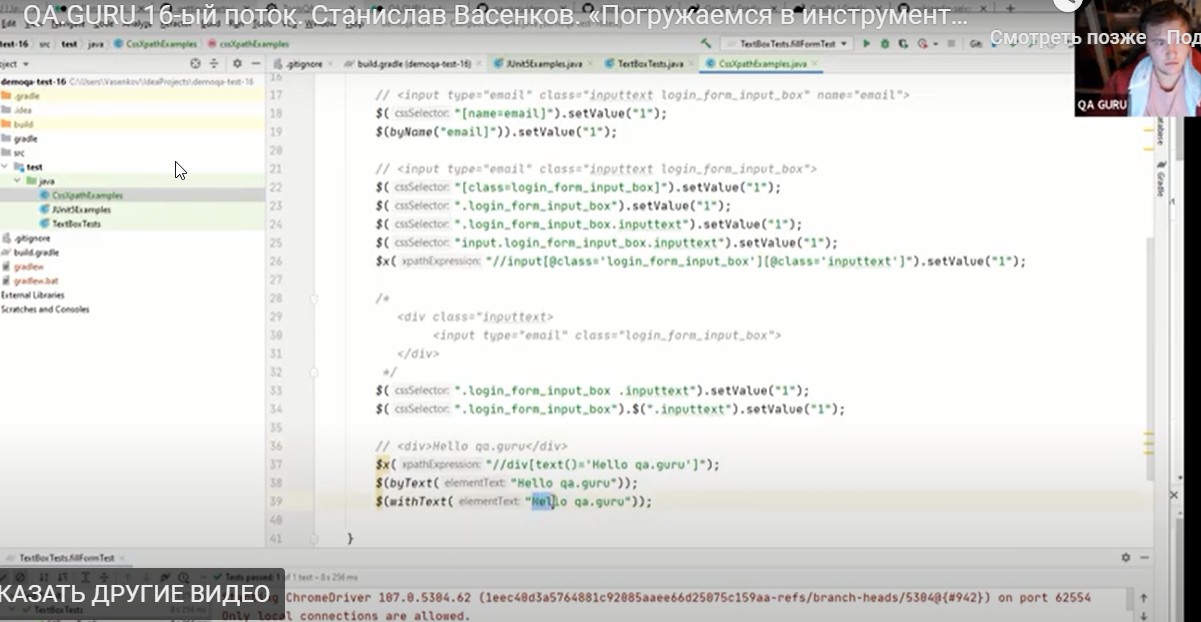 QA.GURU 16-ый поток. Станислав Васенков. «Погружаемся в инструмент...
Смотреть позже
QA GURU
test-16 src test java CssXpathExamples cssXpathExamples
TextBoxTests.fillFormTest
Git:
.gitignore build.gradle (demoqa-test-16) JUnit5Examples.java TextBoxTests.java CssXpathExamples.java
demoqa-test-16 C:\Users\Vasenkov\IdeaProjects\demoqa-test-16
.gradle
.idea
build
gradle
src
test
java
CssXpathExamples
JUnit5Examples
TextBoxTests
.gitignore
build.gradle
gradlew
gradlew.bat
External Libraries
Scratches and Consoles
16
17 // <input type="email" class="inputtext login_form_input_box" name="email">
18 $( cssSelector: "[name=email]").setValue("1");
19 $(byName("email]")).setValue("1");
20
21 // <input type="email" class="inputtext login_form_input_box">
22 $( cssSelector: "[class=login_form_input_box]").setValue("1");
23 $( cssSelector: ".login_form_input_box").setValue("1");
24 $( cssSelector: ".login_form_input_box.inputtext").setValue("1");
25 $( cssSelector: "input.login_form_input_box.inputtext").setValue("1");
26 $x( xpathExpression: "//input[@class='login_form_input_box'][@class='inputtext']").setValue("1");
27
28 /*
29 <div class="inputtext>
30 <input type="email" class="login_form_input_box">
31 </div>
32 */
33 $( cssSelector: ".login_form_input_box .inputtext").setValue("1");
34 $( cssSelector: ".login_form_input_box").$(".inputtext").setValue("1");
35
36 // <div>Hello qa.guru</div>
37 $x( xpathExpression: "//div[text()='Hello qa.guru']");
38 $(byText( elementText: "Hello qa.guru"));
39 $(withText( elementText: "Hello qa.guru"));
40
41 }
Gradle
TextBoxTests.fillFormTest
Tests passed: 1 of 1 test – 8 s 256 ms
КАЗАТЬ ДРУГИЕ ВИДЕО
TextBoxTests 8 s 256 ms
ChromeDriver 107.0.5304.62 (1eec40d3a5764881c92085aaee66d25075c159aa-refs/branch-heads/5304@{#942}) on port 62554
Only local connections are allowed.